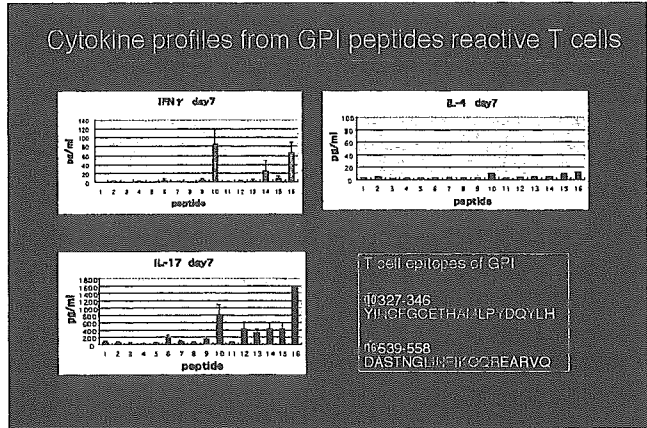 Cytokine profiles from GPI peptides reactive T cells
IFNγ day7
pg/ml
140
120
100
80
60
40
20
0
1 2 3 4 5 6 7 8 9 10 11 12 13 14 15 16
peptide
IL-4 day7
pg/ml
100
80
60
40
20
0
1 2 3 4 5 6 7 8 9 10 11 12 13 14 15 16
peptide
IL-17 day7
pg/ml
1800
1600
1400
1200
1000
800
600
400
200
0
1 2 3 4 5 6 7 8 9 10 11 12 13 14 15 16
peptide
T cell epitopes of GPI
⑩327-346
⑯539-558